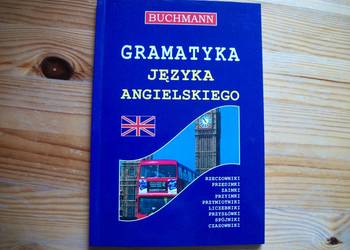 BUCHMANN
GRAMATYKA
JĘZYKA
ANGIELSKIEGO
RZECZOWNIKI
PRZEDIMKI
ZAIMKI
PRZYIMKI
PRZYMIOTNIKI
LICZEBNIKI
PRZYSŁÓWKI
SPÓJNIKI
CZASOWNIKI